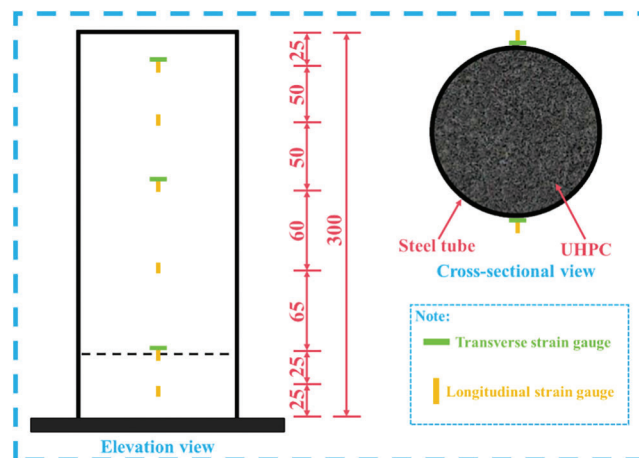 25
50
50
60
65
25
25
300
Elevation view
Steel tube
UHPC
Cross-sectional view
Note:
Transverse strain gauge
Longitudinal strain gauge